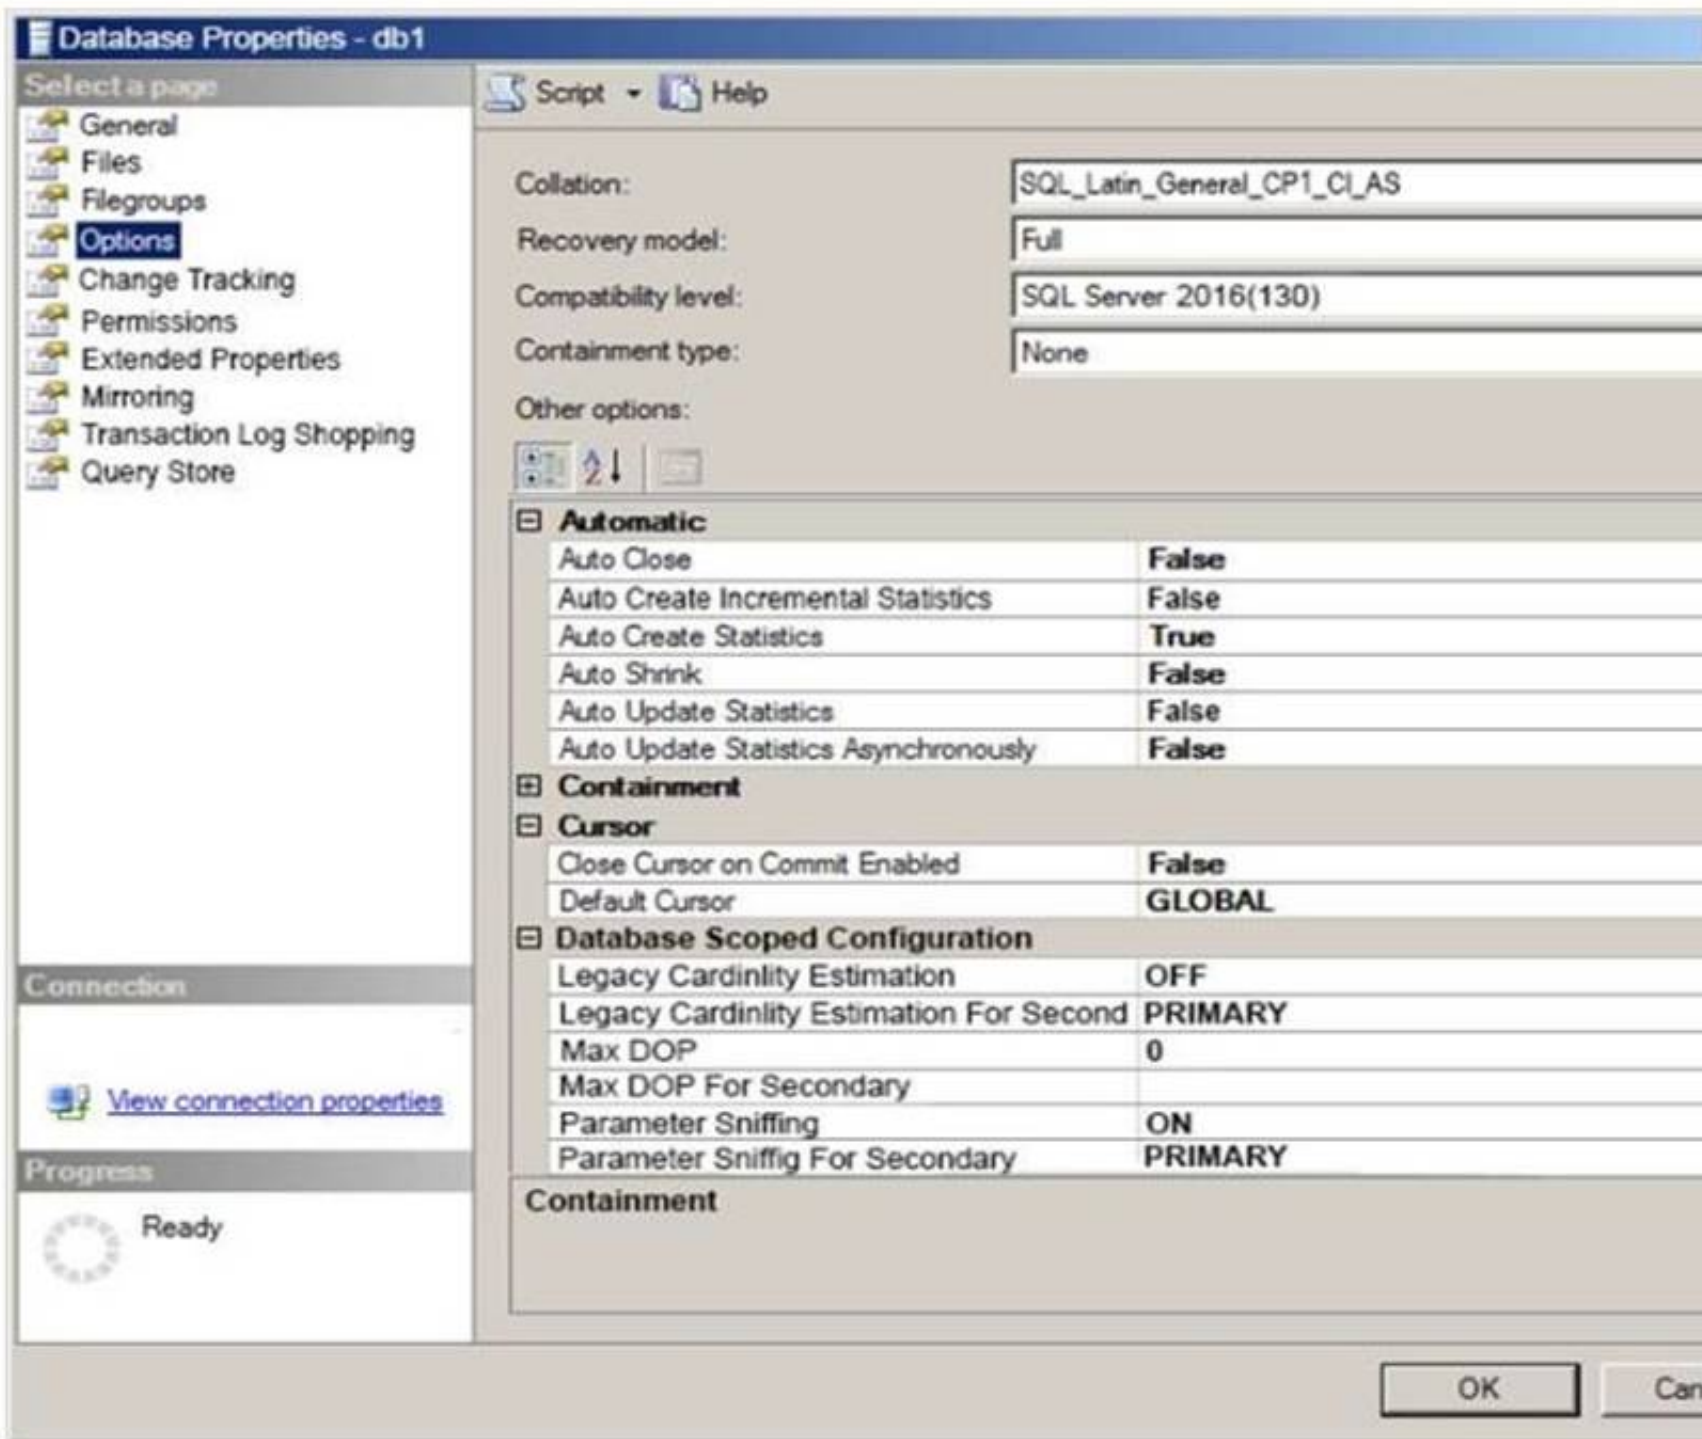 Database Properties - db1
Select a page
General
Files
Filegroups
Options
Change Tracking
Permissions
Extended Properties
Mirroring
Transaction Log Shopping
Query Store
Connection
View connection properties
Progress
Ready
Script Help
Collation: SQL_Latin_General_CP1_CI_AS
Recovery model: Full
Compatibility level: SQL Server 2016(130)
Containment type: None
Other options:
Automatic
Auto Close False
Auto Create Incremental Statistics False
Auto Create Statistics True
Auto Shrink False
Auto Update Statistics False
Auto Update Statistics Asynchronously False
Containment
Cursor
Close Cursor on Commit Enabled False
Default Cursor GLOBAL
Database Scoped Configuration
Legacy Cardinlity Estimation OFF
Legacy Cardinlity Estimation For Second PRIMARY
Max DOP 0
Max DOP For Secondary
Parameter Sniffing ON
Parameter Sniffig For Secondary PRIMARY
Containment
OK Can